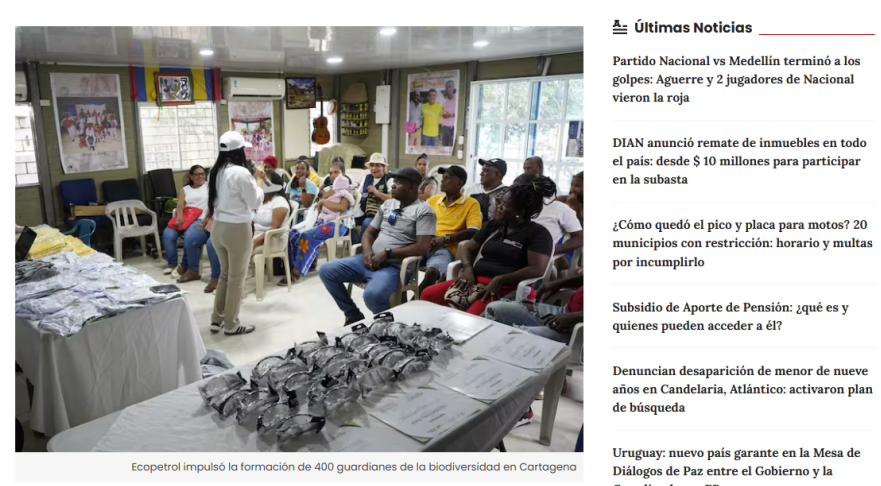 Ecopetrol impulsó la formación de 400 guardianes de la biodiversidad en Cartagena
Últimas Noticias
Partido Nacional vs Medellín terminó a los
golpes: Aguerre y 2 jugadores de Nacional
vieron la roja
DIAN anunció remate de inmuebles en todo
el país: desde $ 10 millones para participar
en la subasta
¿Cómo quedó el pico y placa para motos? 20
municipios con restricción: horario y multas
por incumplirlo
Subsidio de Aporte de Pensión: ¿qué es y
quienes pueden acceder a él?
Denuncian desaparición de menor de nueve
años en Candelaria, Atlántico: activaron plan
de búsqueda
Uruguay: nuevo país garante en la Mesa de
Diálogos de Paz entre el Gobierno y la